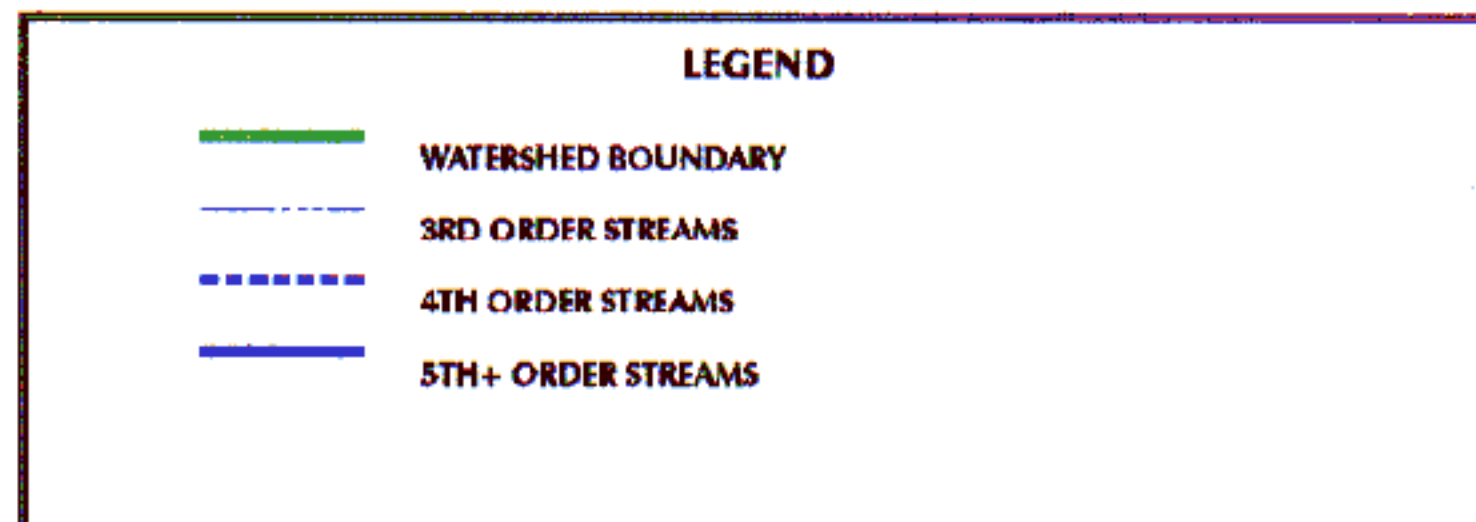 LEGEND
WATERSHED BOUNDARY
3RD ORDER STREAMS
4TH ORDER STREAMS
5TH+ ORDER STREAMS